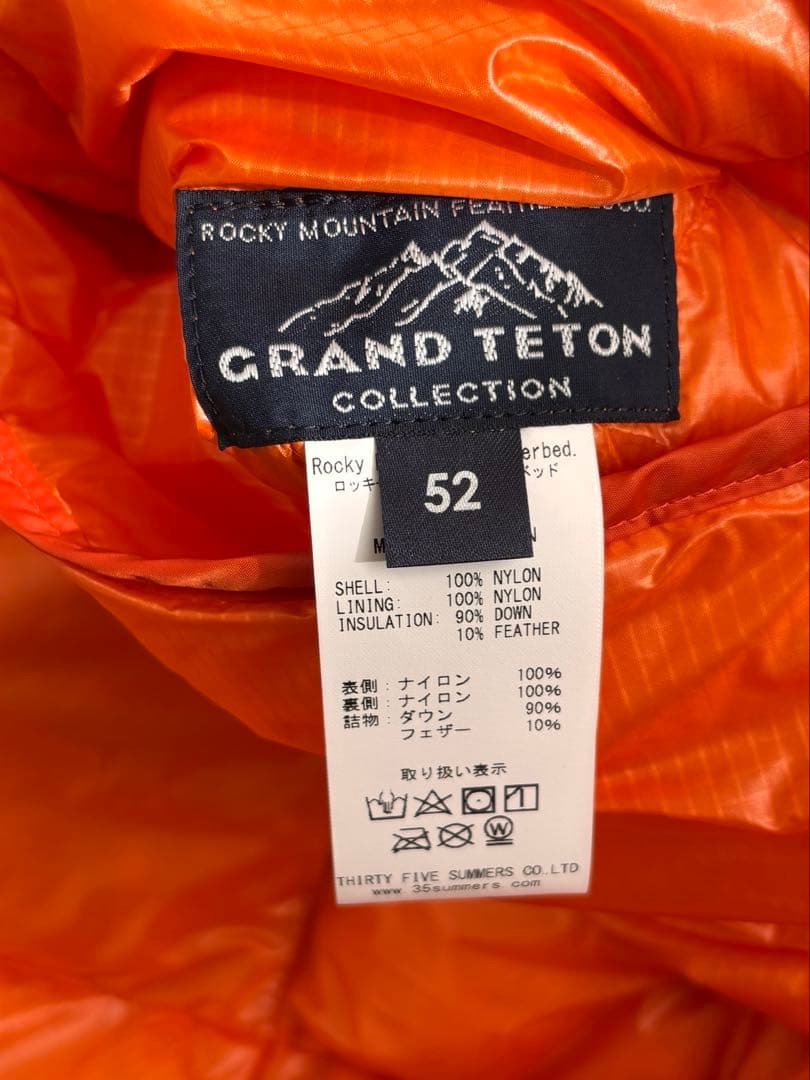 ROCKY MOUNTAIN FEATHER
GRAND TETON
COLLECTION
52
Rocky erbed.
ロッキ ベッド
M N
SHELL: 100% NYLON
LINING: 100% NYLON
INSULATION: 90% DOWN
10% FEATHER
表側:ナイロン 100%
裏側:ナイロン 100%
詰物:ダウン 90%
フェザー 10%
取り扱い表示
W
THIRTY FIVE SUMMERS CO.,LTD
www.35summers.com